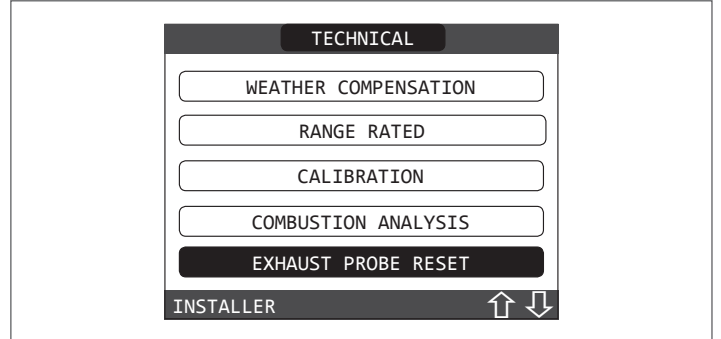 TECHNICAL
WEATHER COMPENSATION
RANGE RATED
CALIBRATION
COMBUSTION ANALYSIS
EXHAUST PROBE RESET
INSTALLER